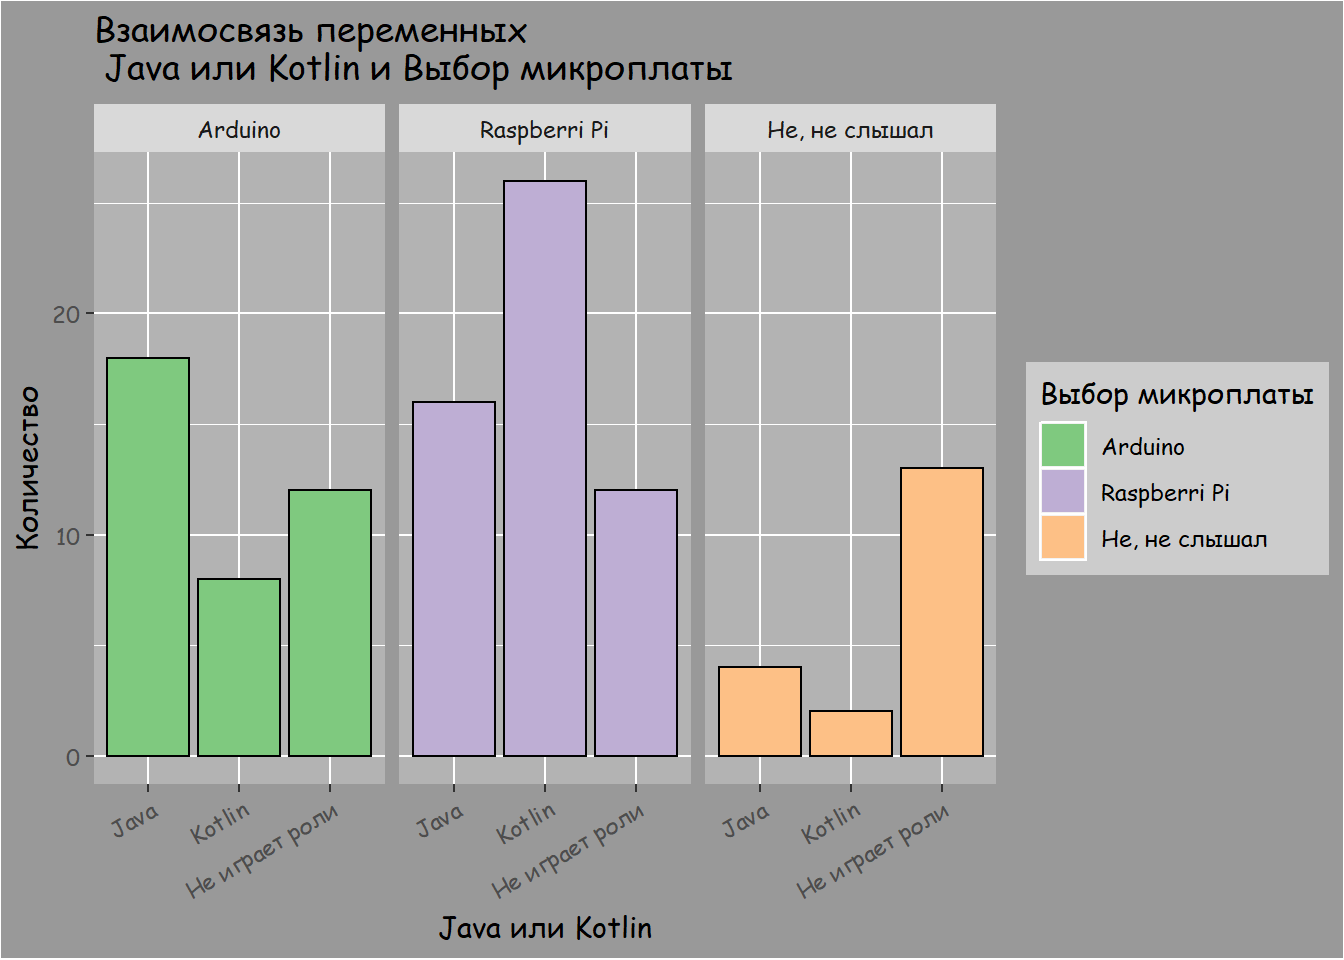 Взаимосвязь переменных
Java или Kotlin и Выбор микроплаты
Arduino
Raspberri Pi
Не, не слышал
Количество
20
10
0
Java
Kotlin
Не играет роли
Java
Kotlin
Не играет роли
Java
Kotlin
Не играет роли
Java или Kotlin
Выбор микроплаты
Arduino
Raspberri Pi
Не, не слышал